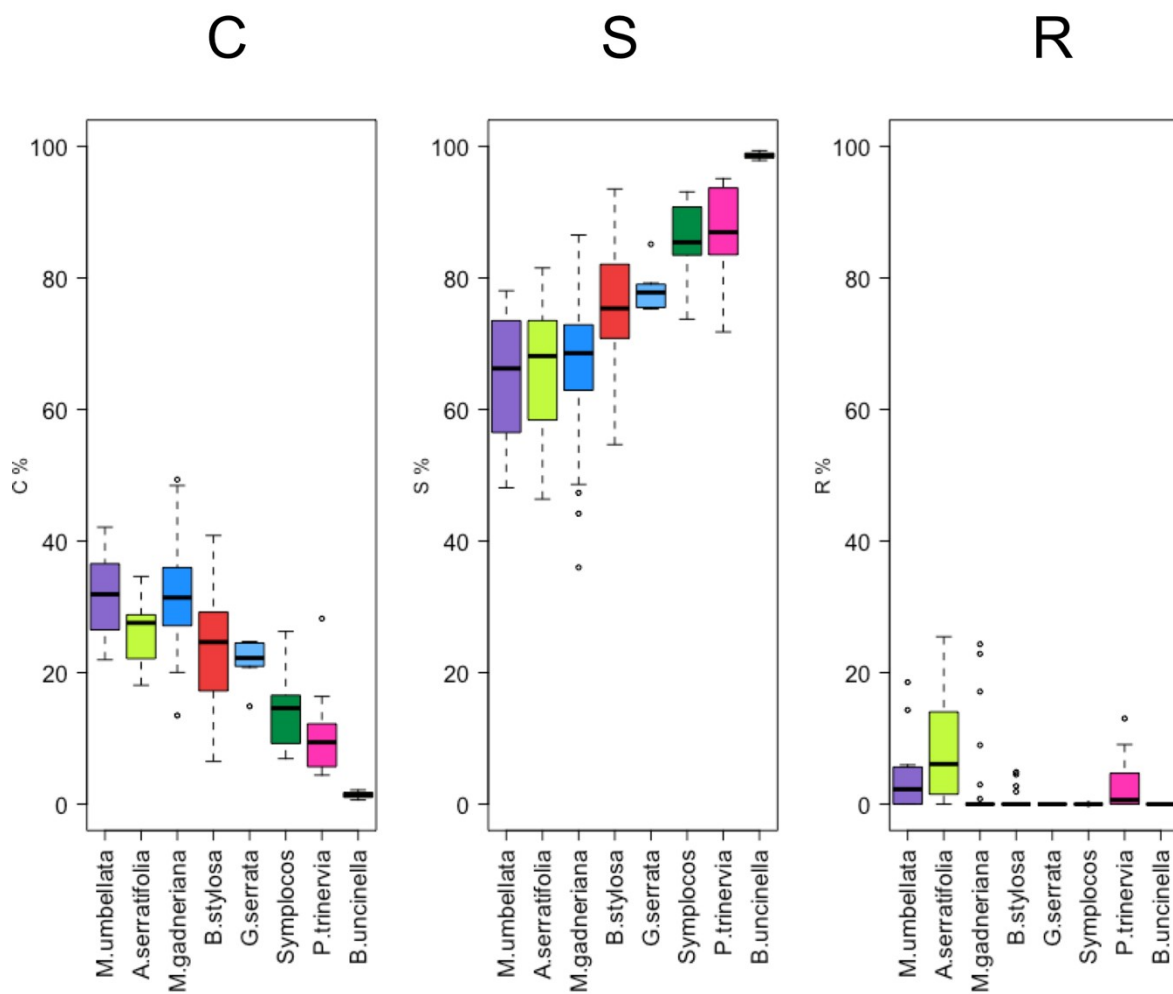 C
S
R
C %
100
80
60
40
20
0
M.umbellata
A.serratifolia
M.gadneriana
B.stylosa
G.serrata
Symplocos
P.trinervia
B.uncinella
S %
100
80
60
40
20
0
M.umbellata
A.serratifolia
M.gadneriana
B.stylosa
G.serrata
Symplocos
P.trinervia
B.uncinella
R %
100
80
60
40
20
0
M.umbellata
A.serratifolia
M.gadneriana
B.stylosa
G.serrata
Symplocos
P.trinervia
B.uncinella